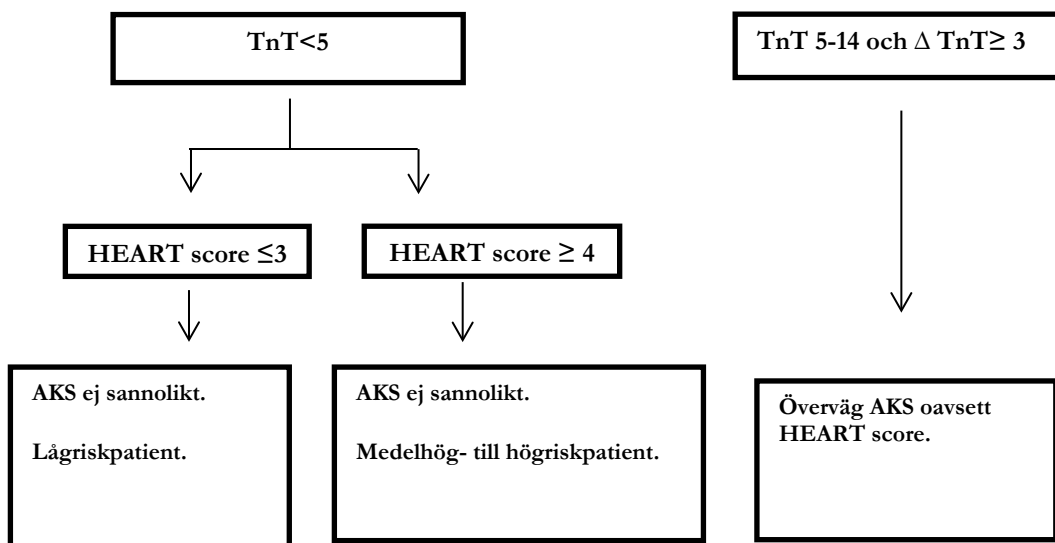 TnT<5
TnT 5-14 och ∆ TnT≥ 3
HEART score ≤3
HEART score ≥ 4
AKS ej sannolikt.
Lågriskpatient.
AKS ej sannolikt.
Medelhög- till högriskpatient.
Överväg AKS oavsett
HEART score.